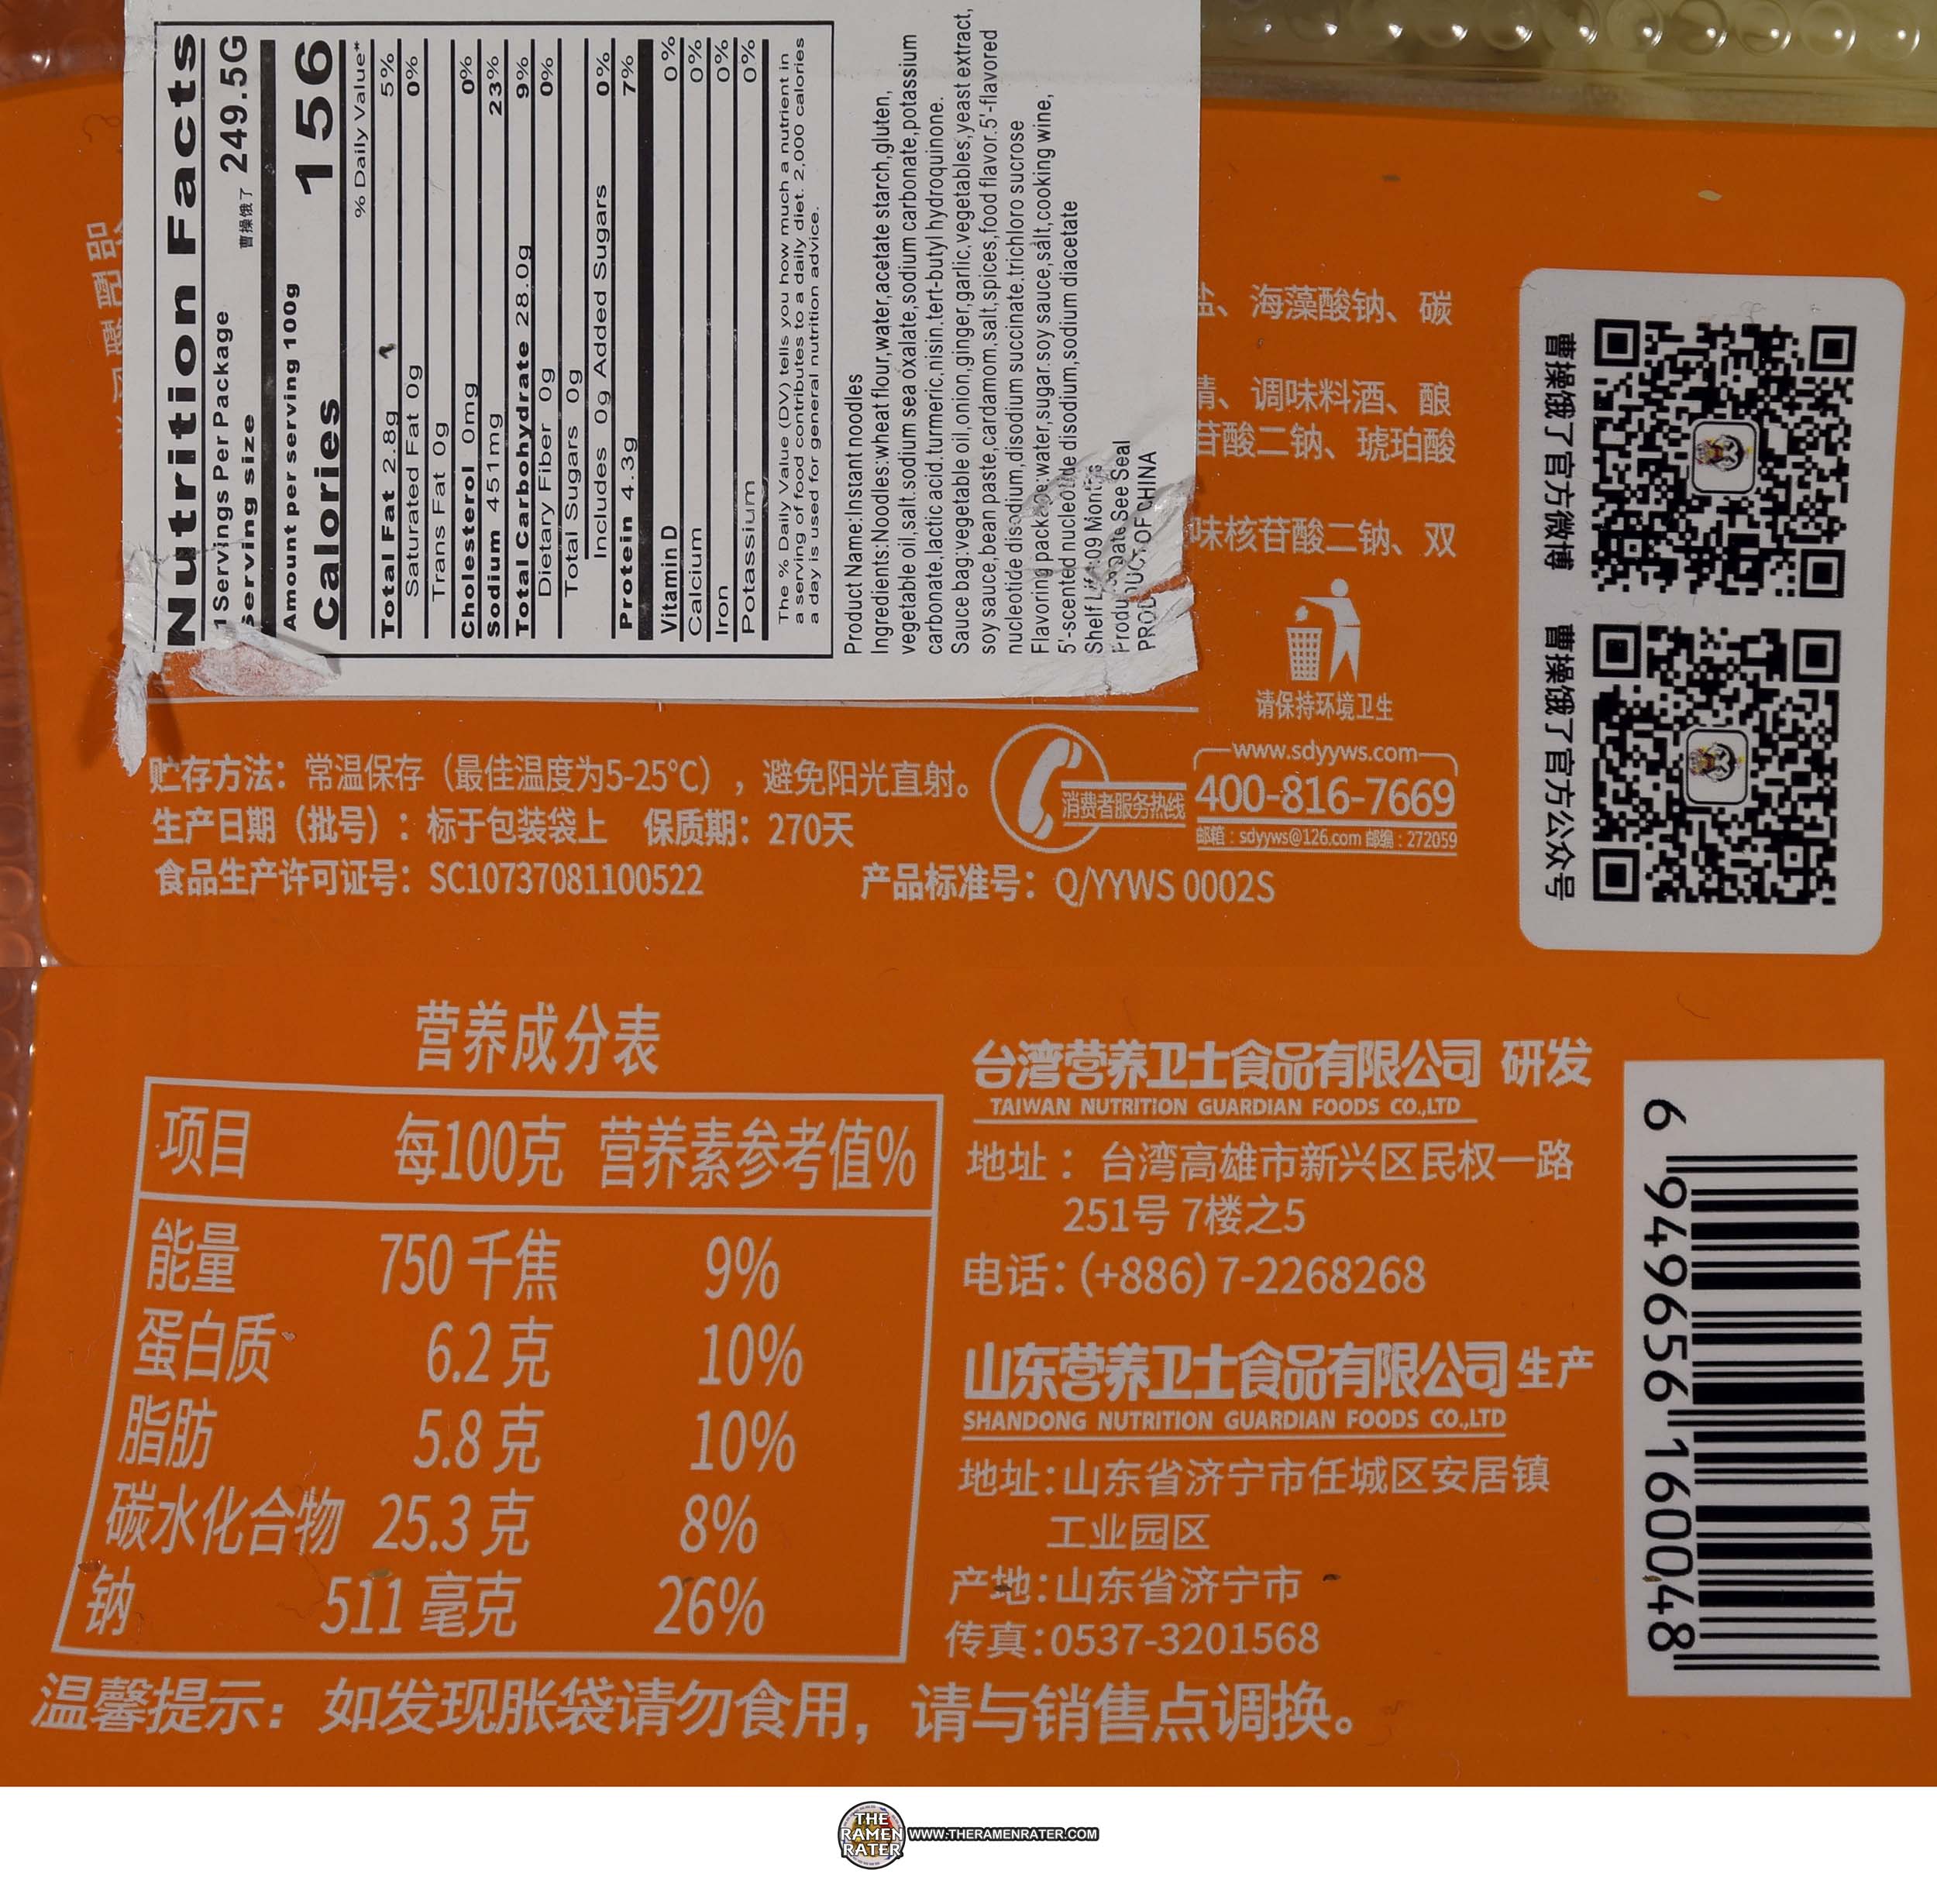 Nutrition Facts
1 Servings Per Package
serving size 曹操饿了 249.5G
Amount per serving 100g
Calories 156
% Daily Value*
Total Fat 2.8g 5%
Saturated Fat 0g 0%
Trans Fat 0g
Cholesterol 0mg 0%
Sodium 451mg 23%
Total Carbohydrate 28.0g 9%
Dietary Fiber 0g 0%
Total Sugars 0g
Includes 0g Added Sugars 0%
Protein 4.3g 7%
Vitamin D 0%
Calcium 0%
Iron 0%
Potassium 0%
The % Daily Value (DV) tells you how much a nutrient in
a serving of food contributes to a daily diet. 2,000 calories
a day is used for general nutrition advice.
Product Name:Instant noodles
Ingredients:Noodles:wheat flour,water,acetate starch,gluten,
vegetable oil,salt.sodium sea oxalate,sodium carbonate,potassium
carbonate,lactic acid.turmeric,nisin.tert-butyl hydroquinone.
Sauce bag:vegetable oil,onion,ginger,garlic,vegetables,yeast extract,
soy sauce,bean paste,cardamom,salt,spices,food flavor.5'-flavored
nucleotide disodium,disodium succinate.trichloro sucrose
Flavoring package:water,sugar.soy sauce,salt,cooking wine,
5'-scented nucleotide disodium,sodium diacetate
Shelf Life:09 Months
Date See Seal
PRODUCT OF CHINA
盐、海藻酸钠、碳
精、调味料酒、酿
苷酸二钠、琥珀酸
味核苷酸二钠、双
请保持环境卫生
曹操饿了官方微博
曹操饿了官方公众号
贮存方法：常温保存（最佳温度为5-25℃），避免阳光直射。
生产日期（批号）：标于包装袋上 保质期：270天
食品生产许可证号：SC10737081100522 产品标准号：Q/YYWS 0002S
消费者服务热线
www.sdyyws.com
400-816-7669
邮箱：sdyyws@126.com 邮编：272059
营养成分表
项目 每100克 营养素参考值%
能量 750 千焦 9%
蛋白质 6.2 克 10%
脂肪 5.8 克 10%
碳水化合物 25.3 克 8%
钠 511 毫克 26%
台湾营养卫士食品有限公司 研发
TAIWAN NUTRITION GUARDIAN FOODS CO.,LTD
地址：台湾高雄市新兴区民权一路
251号 7楼之5
电话：(+886) 7-2268268
山东营养卫士食品有限公司 生产
SHANDONG NUTRITION GUARDIAN FOODS CO.,LTD
地址：山东省济宁市任城区安居镇
工业园区
产地：山东省济宁市
传真：0537-3201568
6 949656 160048
温馨提示：如发现胀袋请勿食用，请与销售点调换。
THE
RAMEN
RATER
WWW.THERAMENRATER.COM